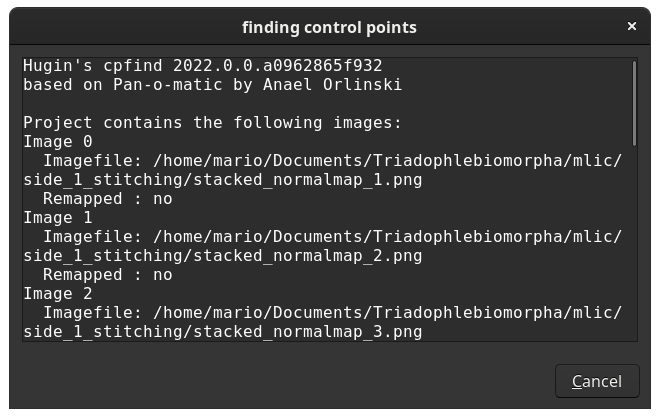 finding control points
×
Hugin's cpfind 2022.0.0.a0962865f932
based on Pan-o-matic by Anael Orlinski
Project contains the following images:
Image 0
Imagefile: /home/mario/Documents/Triadophlebiomorpha/mlic/
side_1_stitching/stacked_normalmap_1.png
Remapped : no
Image 1
Imagefile: /home/mario/Documents/Triadophlebiomorpha/mlic/
side_1_stitching/stacked_normalmap_2.png
Remapped : no
Image 2
Imagefile: /home/mario/Documents/Triadophlebiomorpha/mlic/
side_1_stitching/stacked_normalmap_3.png
Cancel